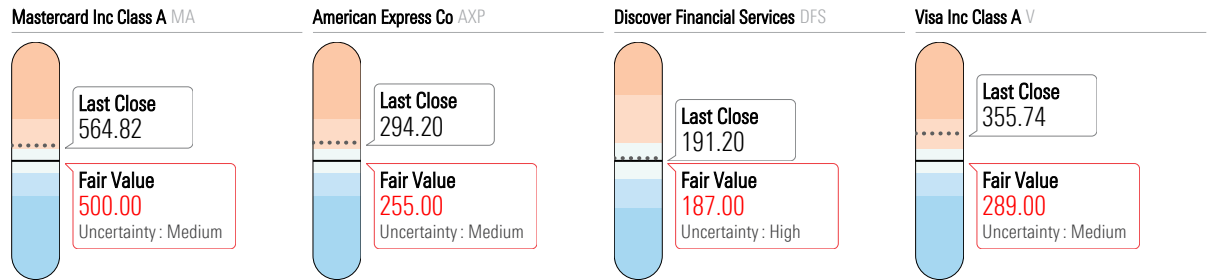 Mastercard Inc Class A MA
Last Close
564.82
Fair Value
500.00
Uncertainty : Medium
American Express Co AXP
Last Close
294.20
Fair Value
255.00
Uncertainty : Medium
Discover Financial Services DFS
Last Close
191.20
Fair Value
187.00
Uncertainty : High
Visa Inc Class A V
Last Close
355.74
Fair Value
289.00
Uncertainty : Medium